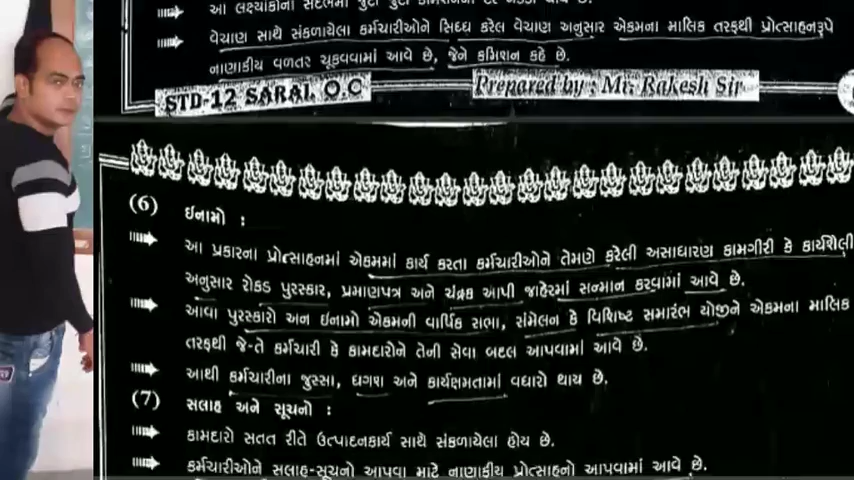 આ લક્ષ્યાંકોના સંદર્ભમાં જુદા જુદા
વેચાણ સાથે સંકળાયેલા કર્મચારીઓને સિદ્ધ કરેલ વેચાણ અનુસાર એકમના માલિક તરફથી પ્રોત્સાહનરૂપે
નાણાકીય વળતર ચૂકવવામાં આવે છે, જેને કમિશન કહે છે.
STD-12 SARAL O.C Prepared by : Mr. Rakesh Sir
(6) ઈનામો :
આ પ્રકારના પ્રોત્સાહનમાં એકમમાં કાર્ય કરતા કર્મચારીઓને તેમણે કરેલી અસાધારણ કામગીરી કે કાર્યશૈલી
અનુસાર રોકડ પુરસ્કાર, પ્રમાણપત્ર અને ચંદ્રક આપી જાહેરમાં સન્માન કરવામાં આવે છે.
આવા પુરસ્કારો અન ઈનામો એકમની વાર્ષિક સભા, સંમેલન કે વિશિષ્ટ સમારંભ યોજીને એકમના માલિક
તરફથી જે-તે કર્મચારી કે કામદારોને તેની સેવા બદલ આપવામાં આવે છે.
આથી કર્મચારીના જુસ્સા, ધગશ અને કાર્યક્ષમતામાં વધારો થાય છે.
(7) સલાહ અને સૂચનો :
કામદારો સતત રીતે ઉત્પાદનકાર્ય સાથે સંકળાયેલા હોય છે.
કર્મચારીઓને સલાહ-સૂચનો આપવા માટે નાણાકીય પ્રોત્સાહનો આપવામાં આવે છે.